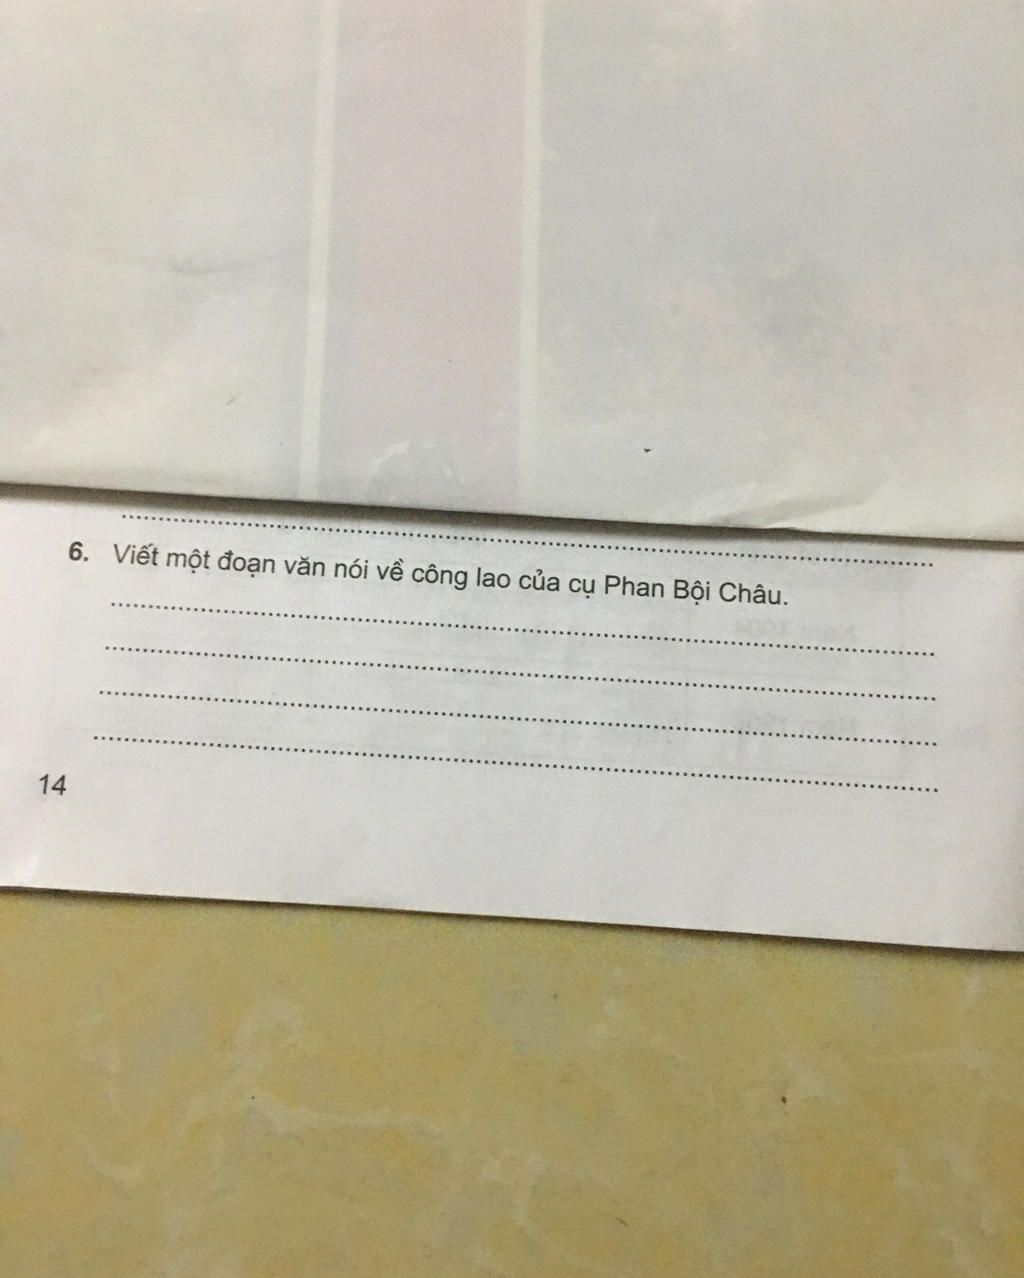 6. Viết một đoạn văn nói về công lao của cụ Phan Bội Châu.
14